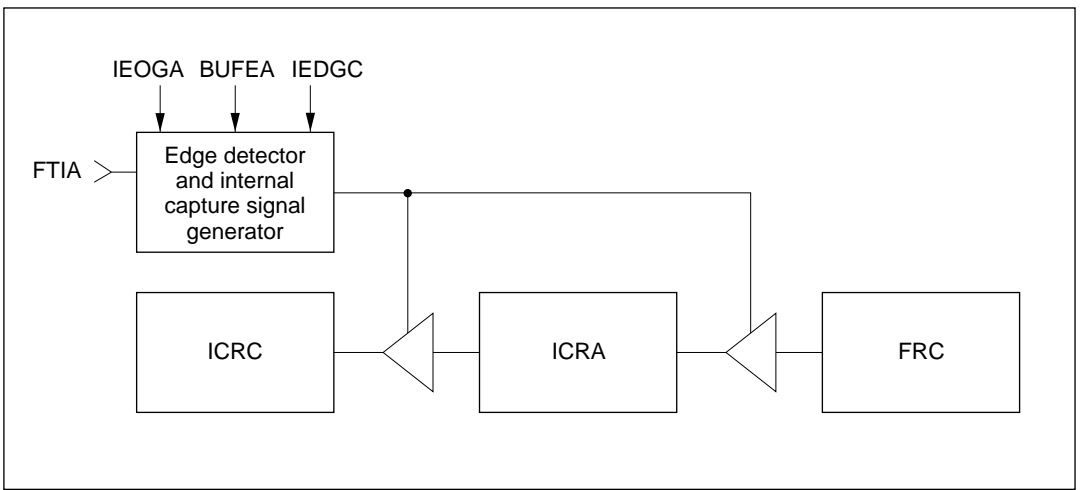 IEOGA BUFEA IEDGC
FTIA
Edge detector
and internal
capture signal
generator
ICRC ICRA FRC